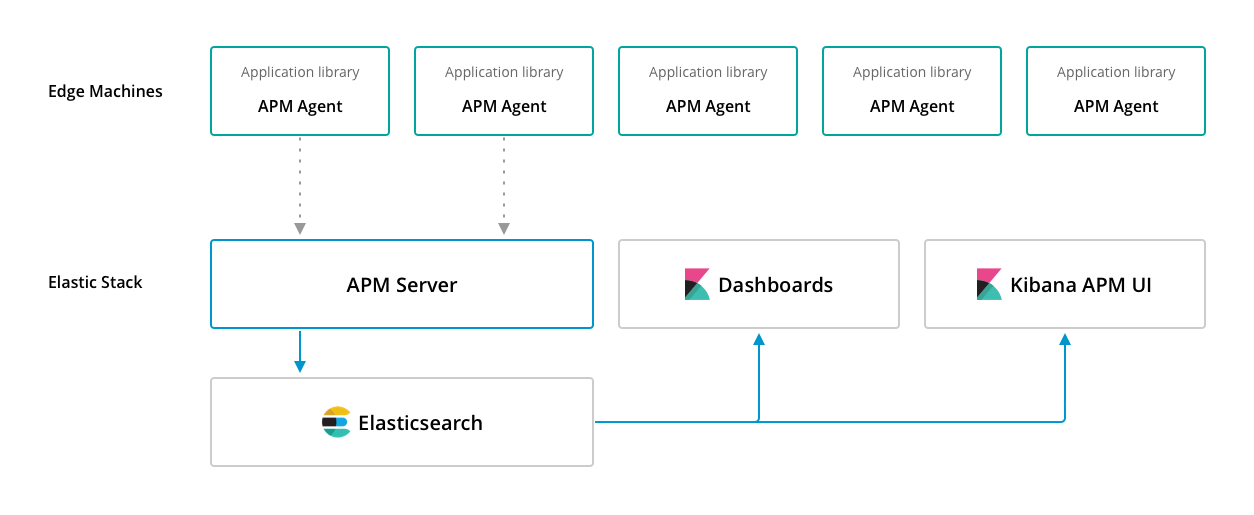 Edge Machines
Application library
APM Agent
Application library
APM Agent
Application library
APM Agent
Application library
APM Agent
Application library
APM Agent
Elastic Stack
APM Server
Dashboards
Kibana APM UI
Elasticsearch